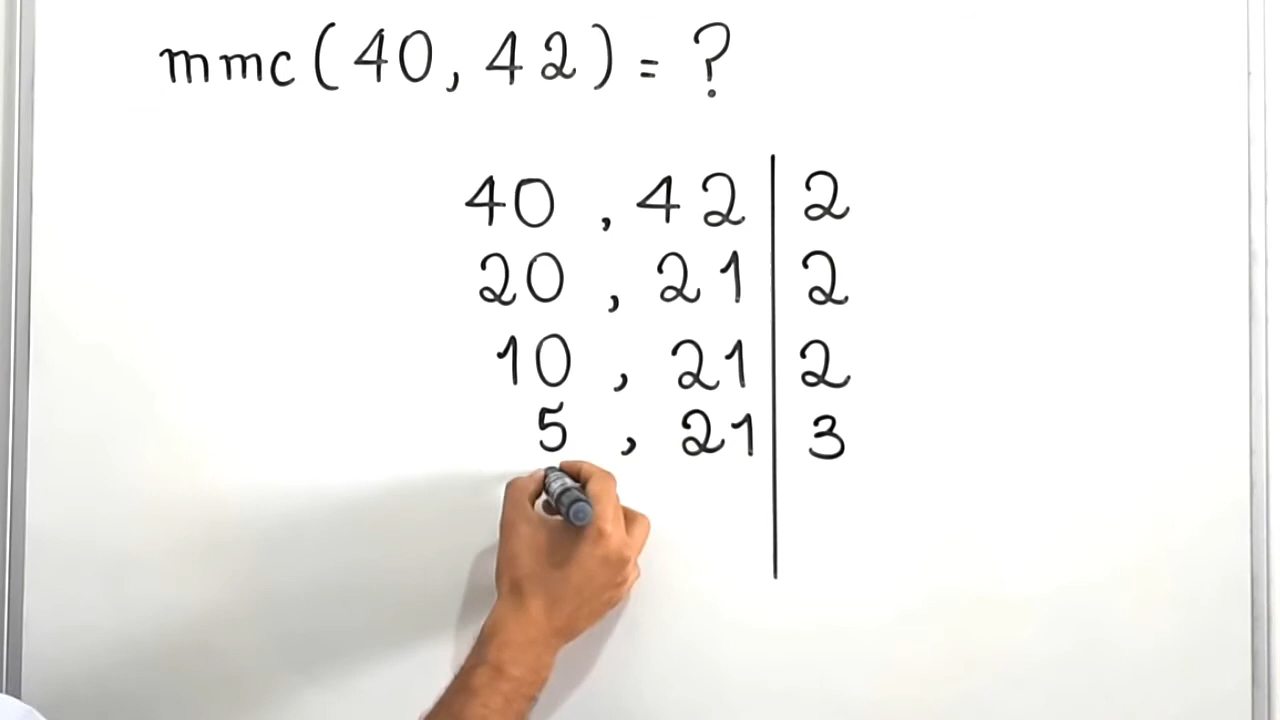 mmc(40,42)=?
40 , 42 | 2
20 , 21 | 2
10 , 21 | 2
5 , 21 | 3